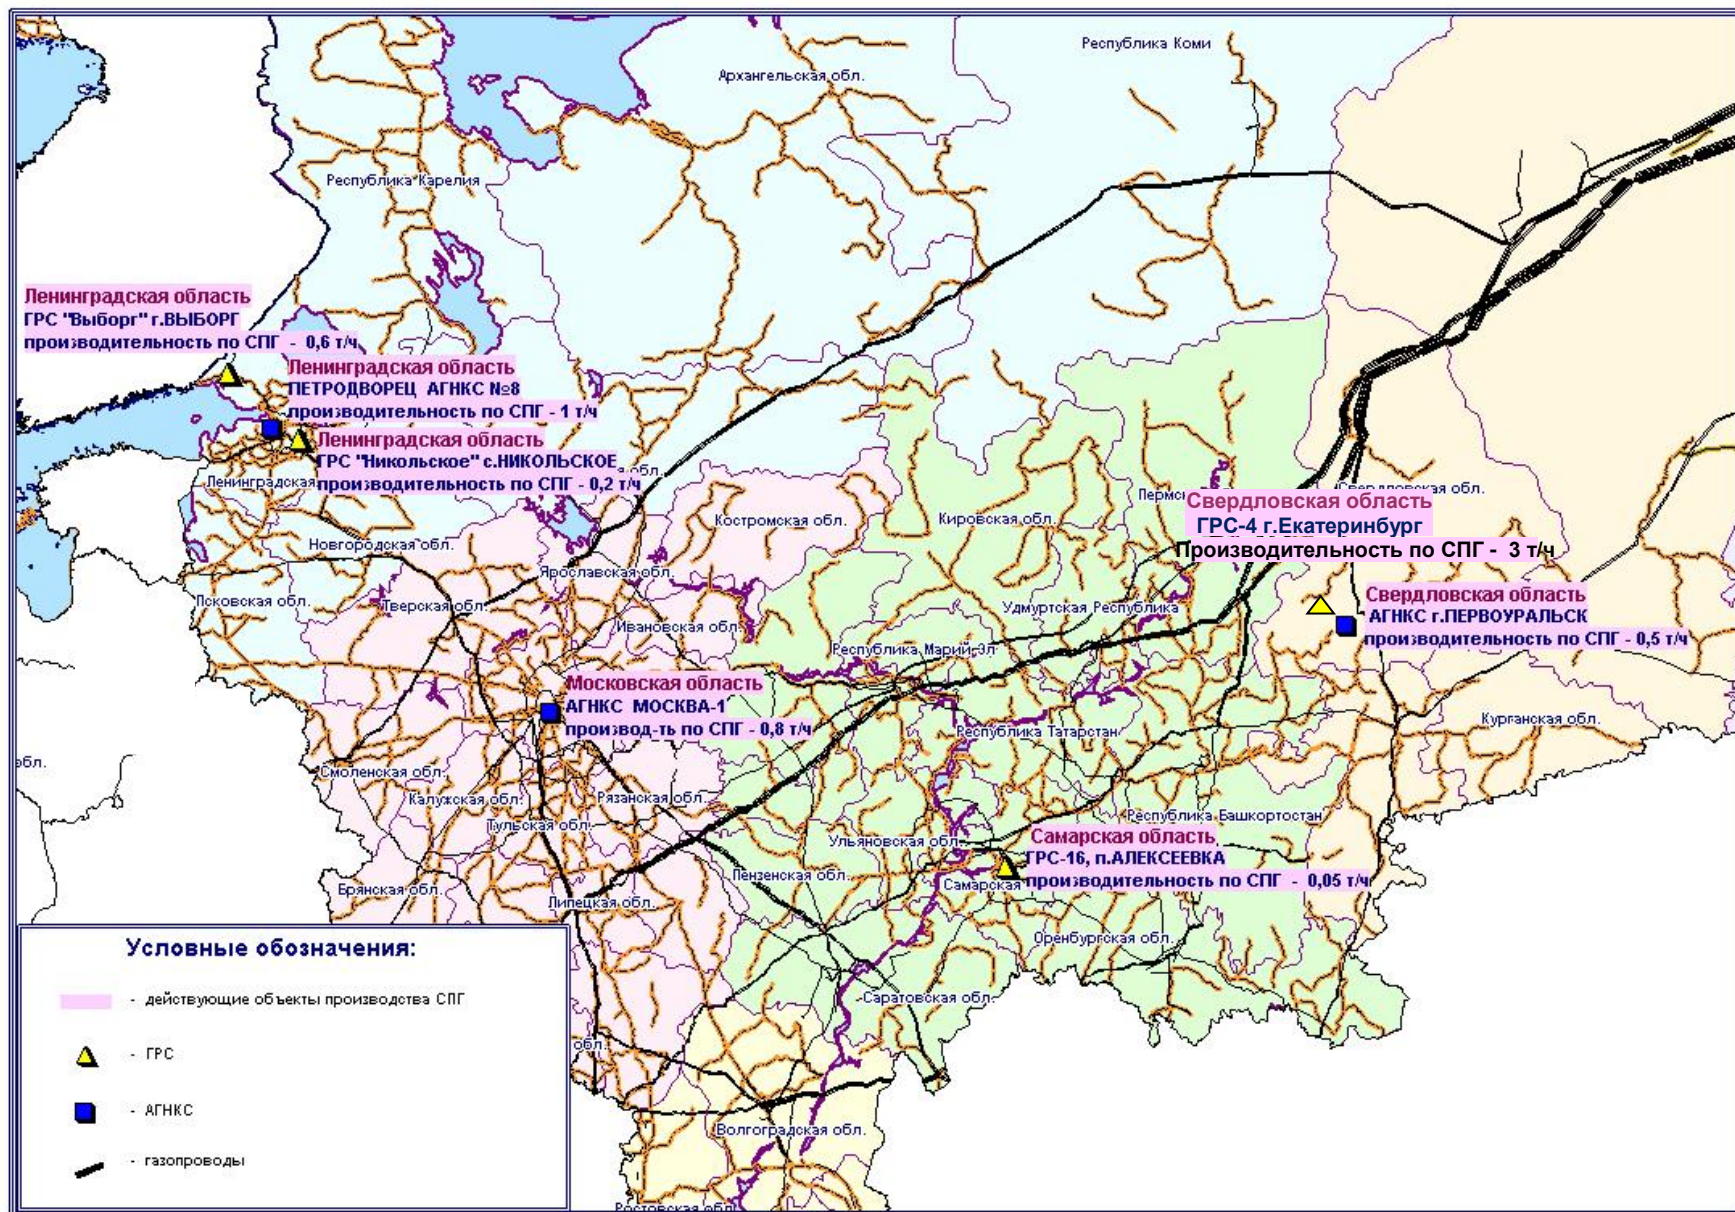 Республика Коми
Архангельская обл.
Республика Карелия
Ленинградская область
ГРС "Выборг" г.ВЫБОРГ
производительность по СПГ - 0,6 т/ч
Ленинградская область
ПЕТРОДВОРЕЦ АГНКС №8
производительность по СПГ - 1 т/ч
Ленинградская область
ГРС "Никольское" с.НИКОЛЬСКОЕ
производительность по СПГ - 0,2 т/ч
обл.
Ленинградская
Свердловская обл.
Пермск
Свердловская область
ГРС-4 г.Екатеринбург
Производительность по СПГ - 3 т/ч
Костромская обл.
Кировская обл.
Новгородская обл.
Ярославская обл.
Псковская обл.
Тверская обл.
Ивановская обл.
Удмуртская Республика
Свердловская область
АГНКС г.ПЕРВОУРАЛЬСК
производительность по СПГ - 0,5 т/ч
Республика Марий Эл
Московская область
АГНКС МОСКВА-1
производ-ть по СПГ - 0,8 т/ч
Республика Татарстан
Курганская обл.
обл.
Смоленская обл.
Калужская обл.
Рязанская обл.
Тульская обл.
Республика Башкортостан
Ульяновская обл.
Самарская область
ГРС-16, п.АЛЕКСЕЕВКА
производительность по СПГ - 0,05 т/ч
Самарская
Пензенская обл.
Брянская обл.
Липецкая обл.
Оренбургская обл.
Саратовская обл.
обл.
Волгоградская обл.
Ростовская обл.
Условные обозначения:
- действующие объекты производства СПГ
- ГРС
- АГНКС
- газопроводы